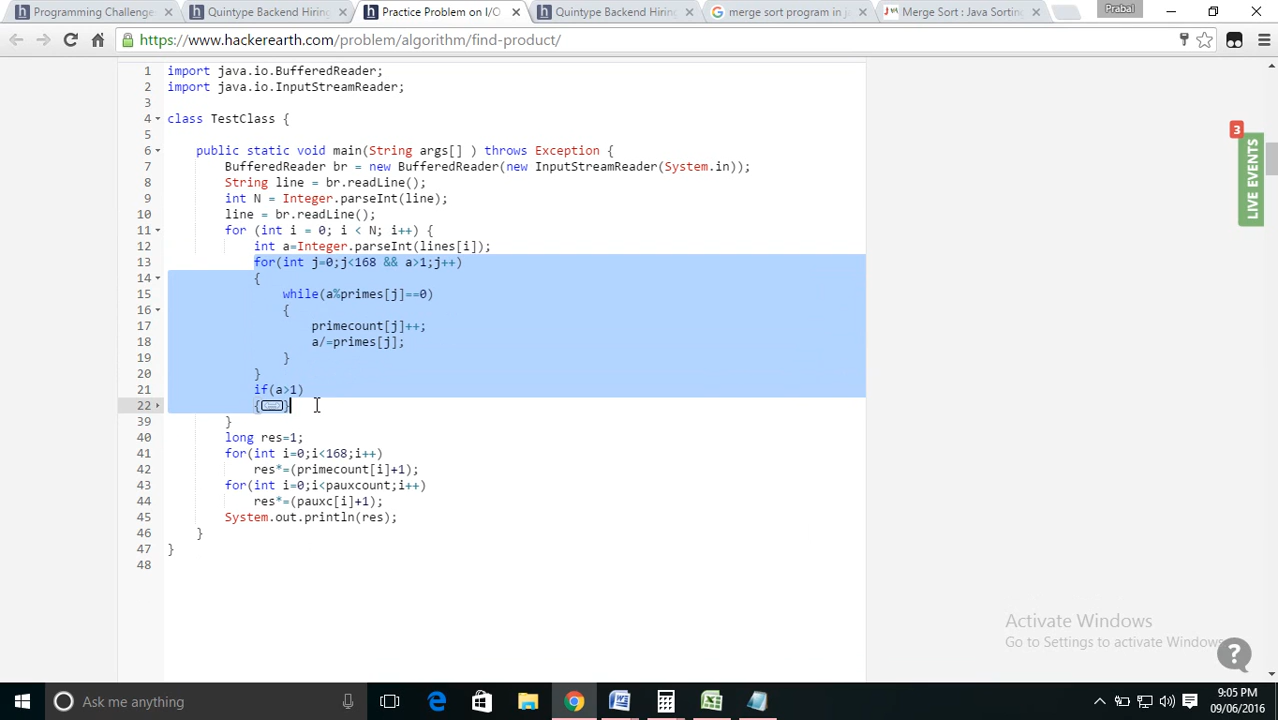 Programming Challenge
Quintype Backend Hiring
Practice Problem on I/O
Quintype Backend Hiring
merge sort program in j
Merge Sort : Java Sorting
Prabal
https://www.hackerearth.com/problem/algorithm/find-product/
1 import java.io.BufferedReader;
2 import java.io.InputStreamReader;
3
4 class TestClass {
5
6 public static void main(String args[] ) throws Exception {
7 BufferedReader br = new BufferedReader(new InputStreamReader(System.in));
8 String line = br.readLine();
9 int N = Integer.parseInt(line);
10 line = br.readLine();
11 for (int i = 0; i < N; i++) {
12 int a=Integer.parseInt(lines[i]);
13 for(int j=0;j<168 && a>1;j++)
14 {
15 while(a%primes[j]==0)
16 {
17 primecount[j]++;
18 a/=primes[j];
19 }
20 }
21 if(a>1)
22 {}
39 }
40 long res=1;
41 for(int i=0;i<168;i++)
42 res*=(primecount[i]+1);
43 for(int i=0;i<pauxcount;i++)
44 res*=(pauxc[i]+1);
45 System.out.println(res);
46 }
47 }
48
3
LIVE EVENTS
Activate Windows
Go to Settings to activate Windows.
?
Ask me anything
9:05 PM
09/06/2016